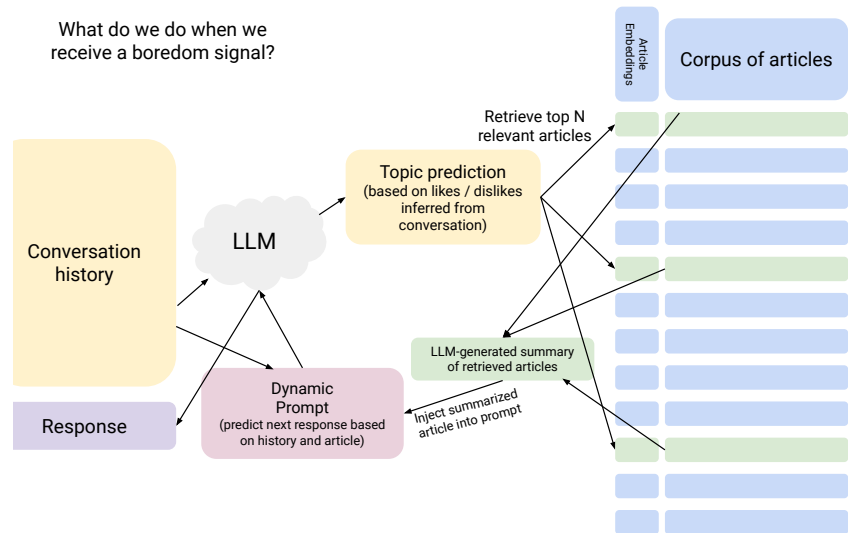 What do we do when we
receive a boredom signal?
Article
Embeddings
Corpus of articles
Retrieve top N
relevant articles
Topic prediction
(based on likes / dislikes
inferred from
conversation)
LLM
Conversation
history
LLM-generated summary
of retrieved articles
Dynamic
Prompt
(predict next response based
on history and article)
Inject summarized
article into prompt
Response